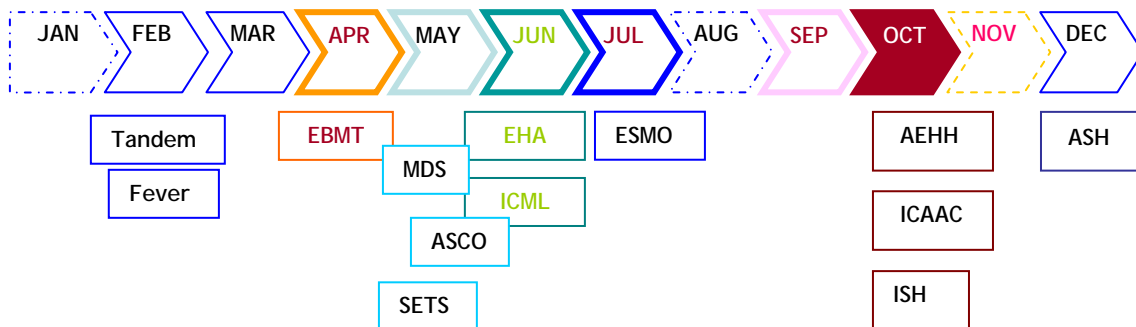 JAN FEB MAR APR MAY JUN JUL AUG SEP OCT NOV DEC
Tandem EBMT EHA ESMO AEHH ASH
MDS
Fever ICML ICAAC
ASCO
SETS ISH